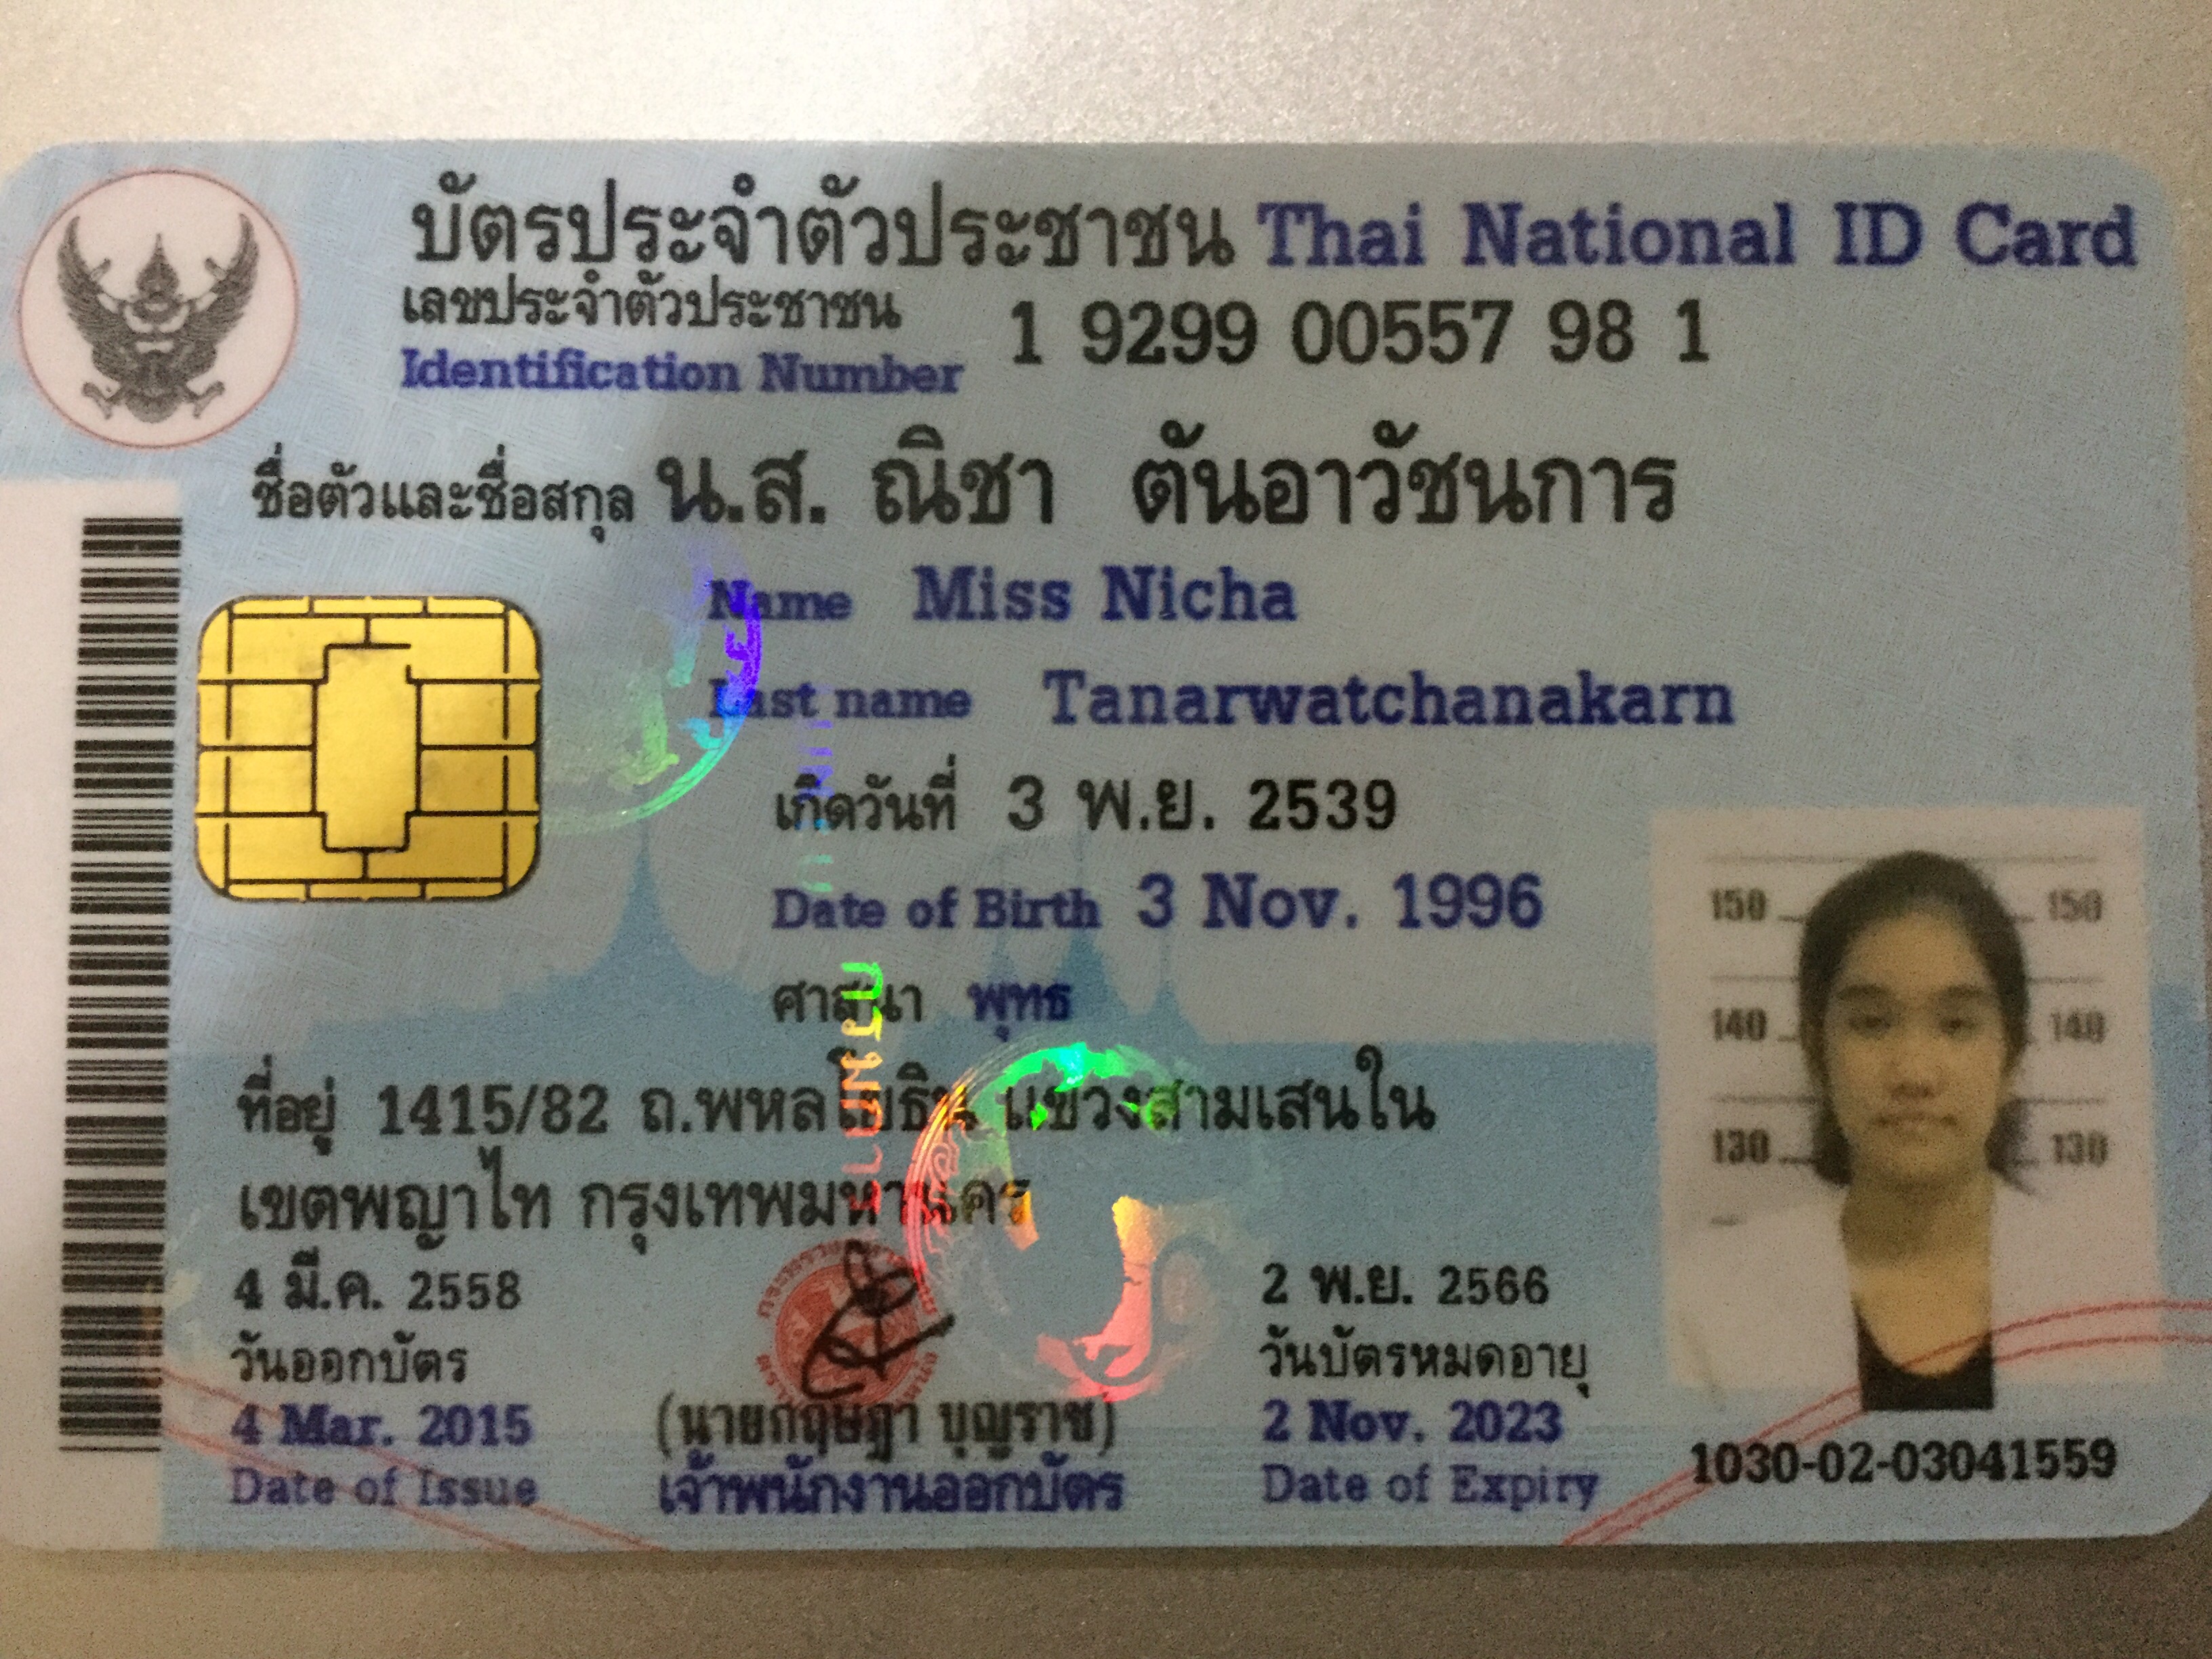 บัตรประจำตัวประชาชน Thai National ID Card
เลขประจำตัวประชาชน
Identification Number 1 9299 00557 98 1
ชื่อตัวและชื่อสกุล น.ส. ณิชา ตันอาวัชนการ
Name Miss Nicha
Last name Tanarwatchanakarn
เกิดวันที่ 3 พ.ย. 2539
Date of Birth 3 Nov. 1996
ศาสนา พุทธ
ที่อยู่ 1415/82 ถ.พหลโยธิน แขวงสามเสนใน
เขตพญาไท กรุงเทพมหานคร
4 มี.ค. 2558
วันออกบัตร
4 Mar. 2015
Date of Issue
(นายกฤษฎา บุญราช)
เจ้าพนักงานออกบัตร
2 พ.ย. 2566
วันบัตรหมดอายุ
2 Nov. 2023
Date of Expiry
150 150
140 140
130 130
1030-02-03041559